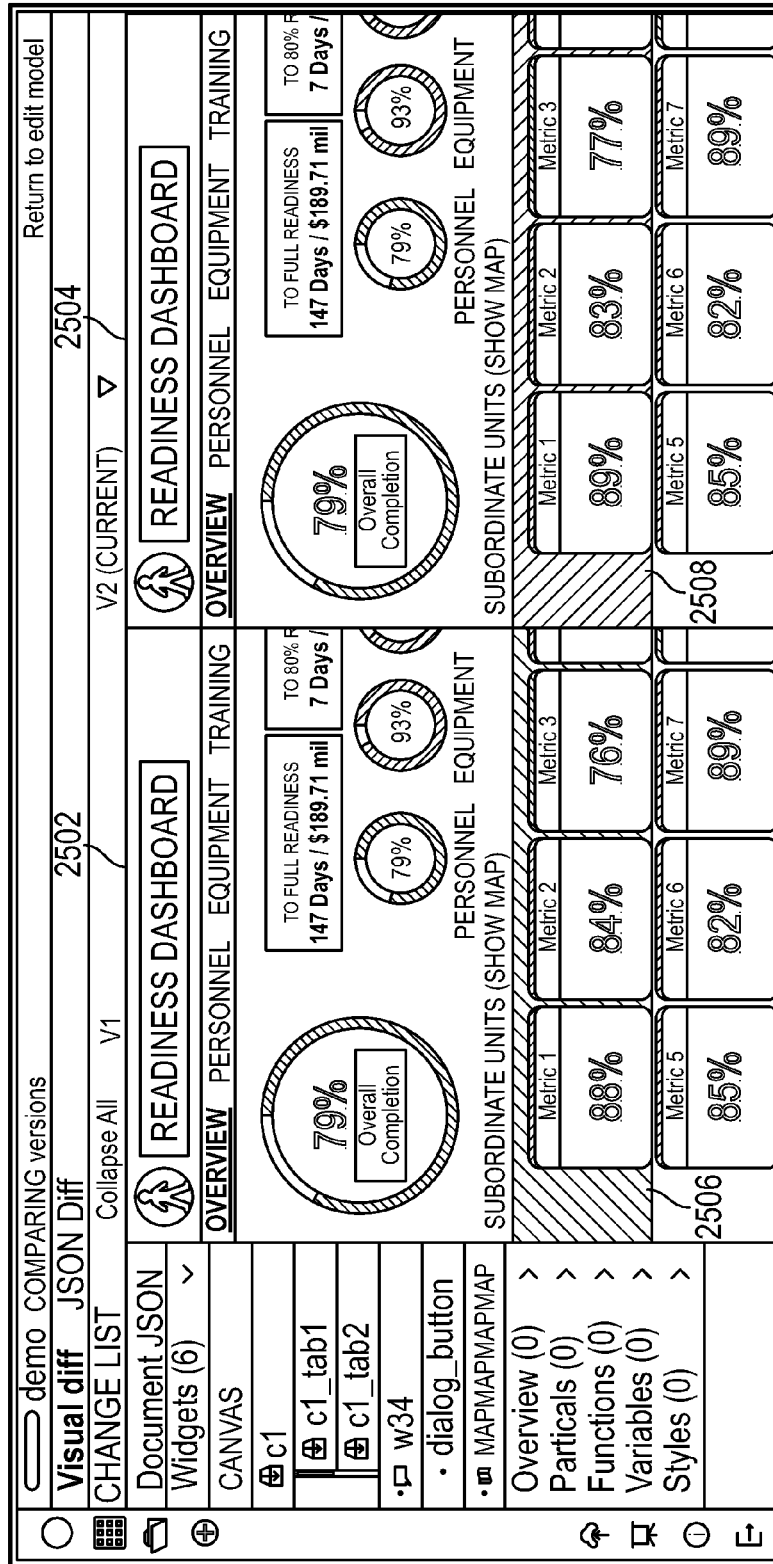 demo COMPARING versions
Return to edit model
Visual diff JSON Diff
2502
2504
CHANGE LIST
Collapse All
V1
V2 (CURRENT)
Document JSON
Widgets (6)
CANVAS
c1
c1_tab1
c1_tab2
w34
dialog_button
MAPMAPMAPMAP
Overview (0)
Particals (0)
Functions (0)
Variables (0)
Styles (0)
READINESS DASHBOARD
OVERVIEW PERSONNEL EQUIPMENT TRAINING
79%
Overall
Completion
TO FULL READINESS
147 Days / $189.71 mil
TO 80% R
7 Days /
79%
93%
PERSONNEL EQUIPMENT
SUBORDINATE UNITS (SHOW MAP)
Metric 1
88%
Metric 2
84%
Metric 3
76%
Metric 5
85%
Metric 6
82%
Metric 7
89%
2506
READINESS DASHBOARD
OVERVIEW PERSONNEL EQUIPMENT TRAINING
79%
Overall
Completion
TO FULL READINESS
147 Days / $189.71 mil
TO 80% R
7 Days /
79%
93%
PERSONNEL EQUIPMENT
SUBORDINATE UNITS (SHOW MAP)
Metric 1
89%
Metric 2
83%
Metric 3
77%
Metric 5
85%
Metric 6
82%
Metric 7
89%
2508